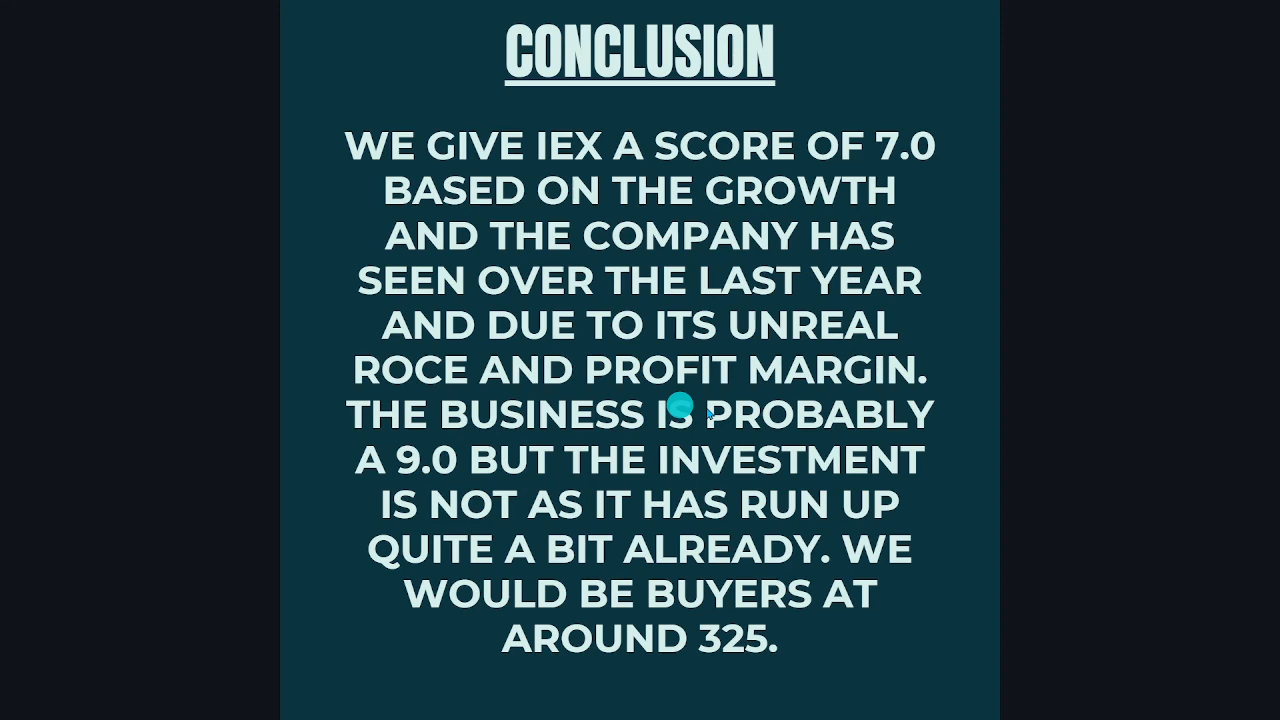 CONCLUSION
WE GIVE IEX A SCORE OF 7.0
BASED ON THE GROWTH
AND THE COMPANY HAS
SEEN OVER THE LAST YEAR
AND DUE TO ITS UNREAL
ROCE AND PROFIT MARGIN.
THE BUSINESS IS PROBABLY
A 9.0 BUT THE INVESTMENT
IS NOT AS IT HAS RUN UP
QUITE A BIT ALREADY. WE
WOULD BE BUYERS AT
AROUND 325.